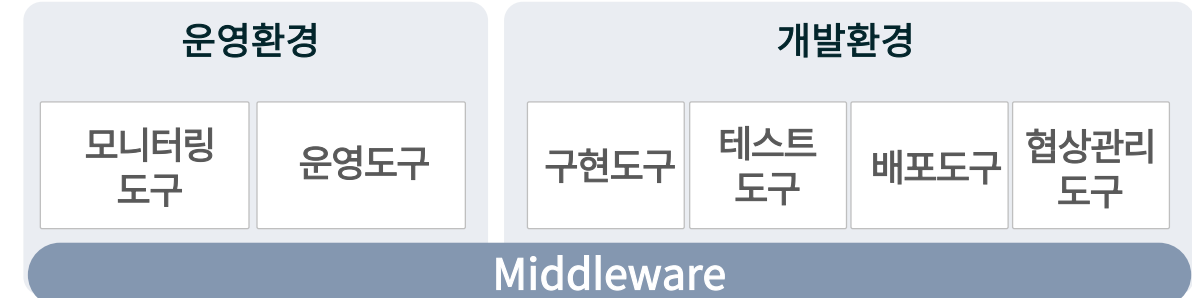 운영환경
개발환경
모니터링
도구
운영도구
구현도구
테스트
도구
배포도구
협상관리
도구
Middleware